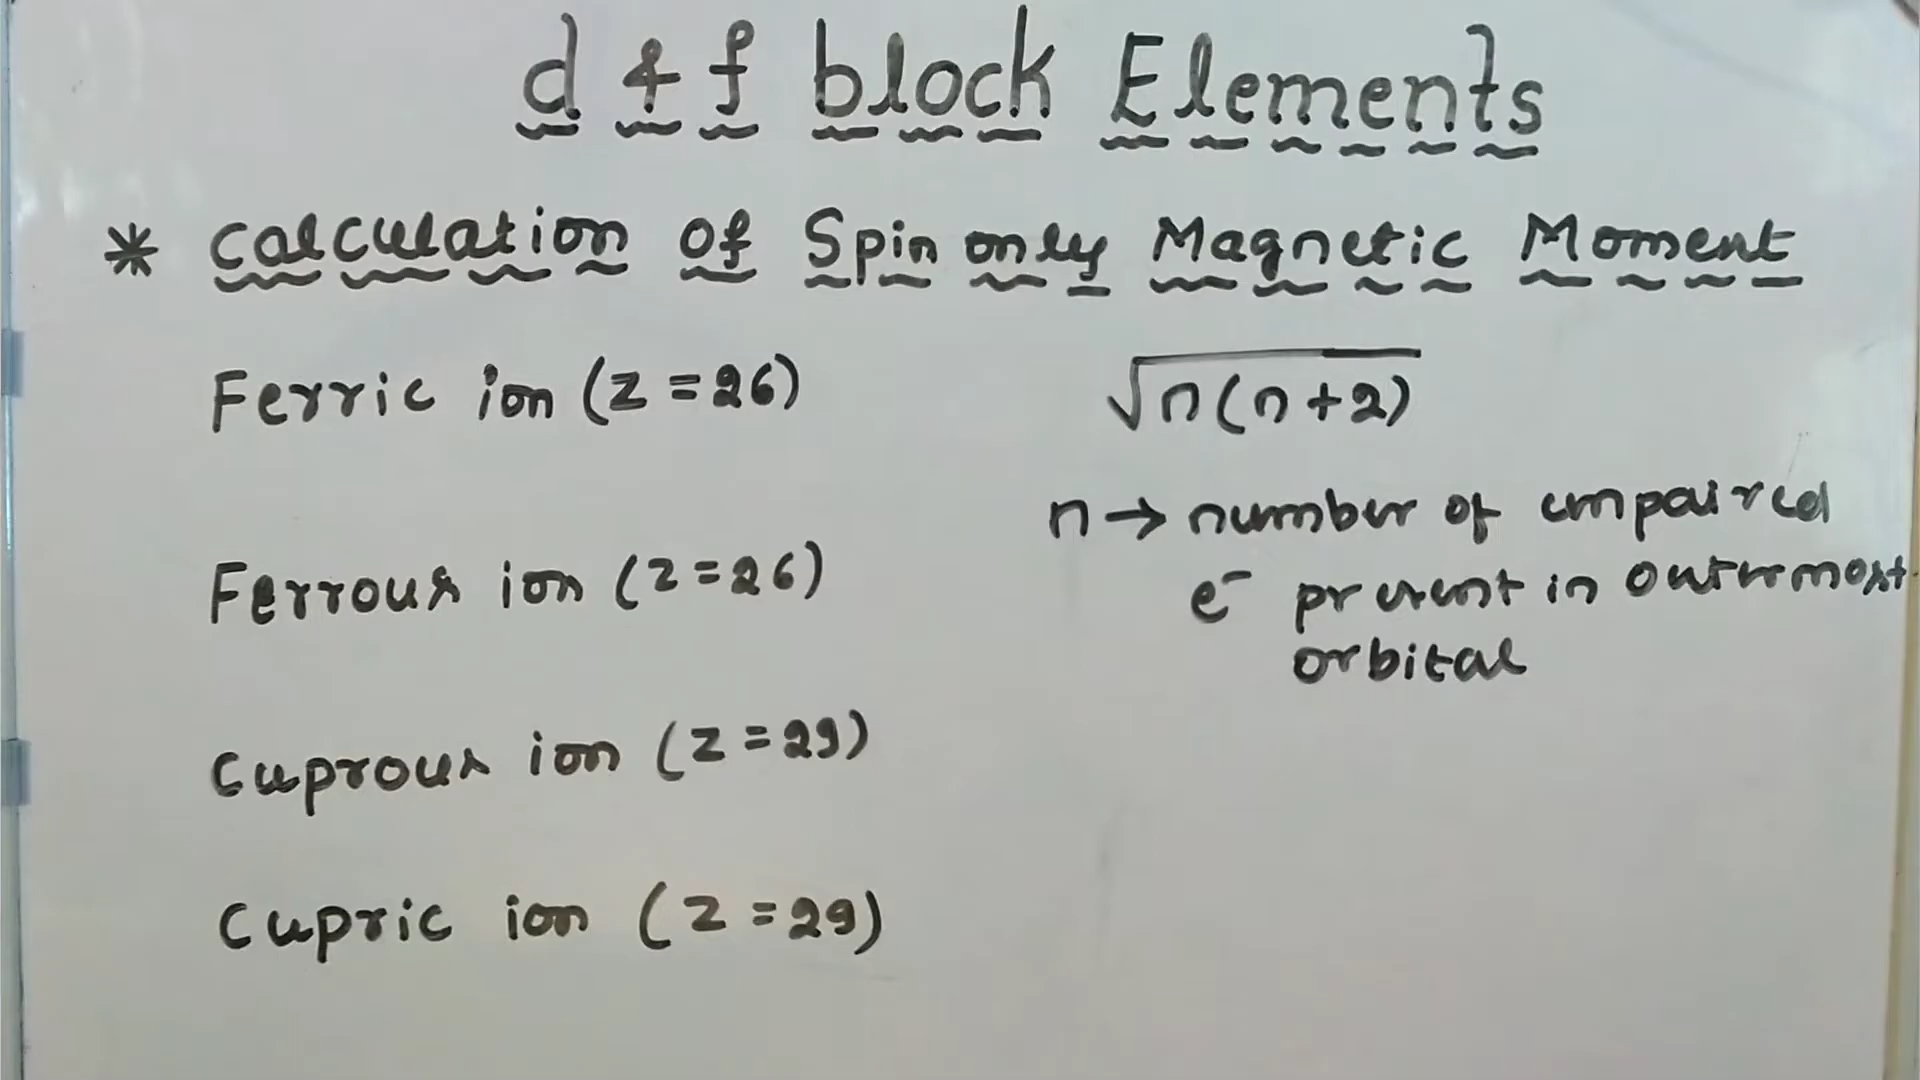 d & f block Elements
* Calculation of Spin only Magnetic Moment
Ferric ion (Z=26)
√n(n+2)
n → number of unpaired
e⁻ present in outermost
orbital
Ferrous ion (Z=26)
Cuprous ion (Z=29)
Cupric ion (Z=29)